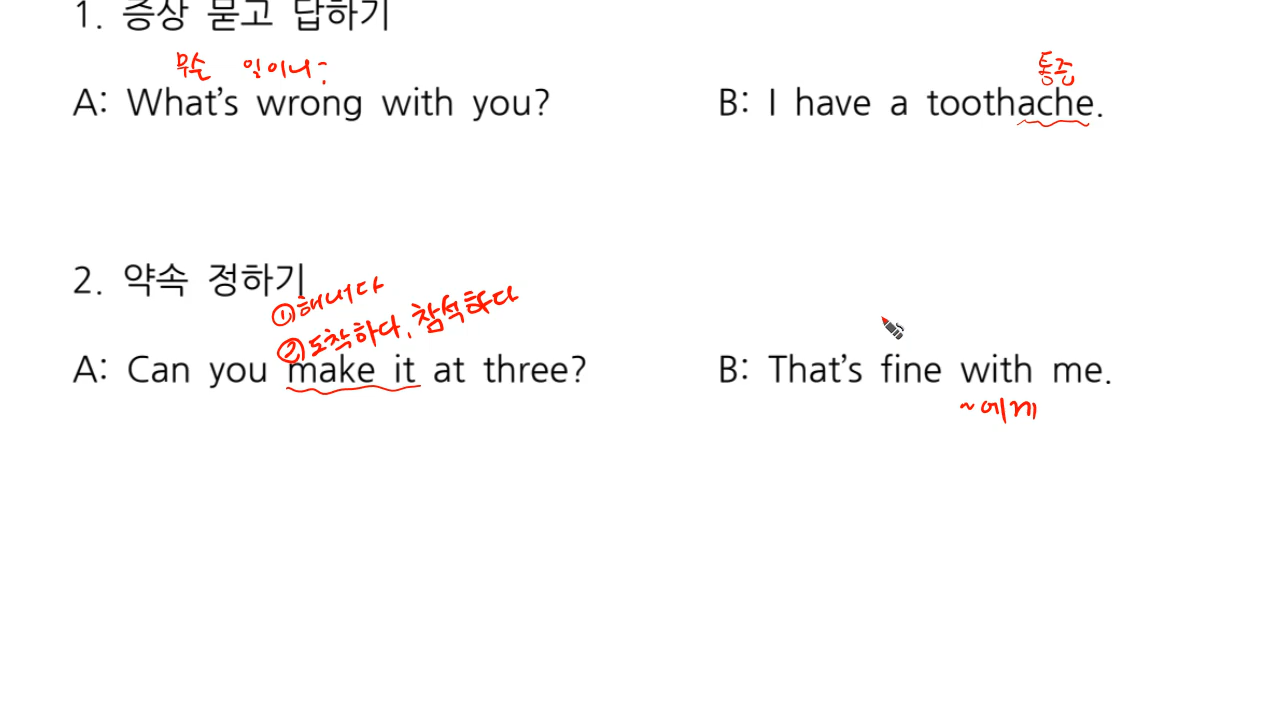 1. 증상 묻고 답하기
무슨 일이니?
통증
A: What's wrong with you? B: I have a toothache.
2. 약속 정하기
①해내다
②도착하다, 참석하다
A: Can you make it at three? B: That's fine with me.
~에게